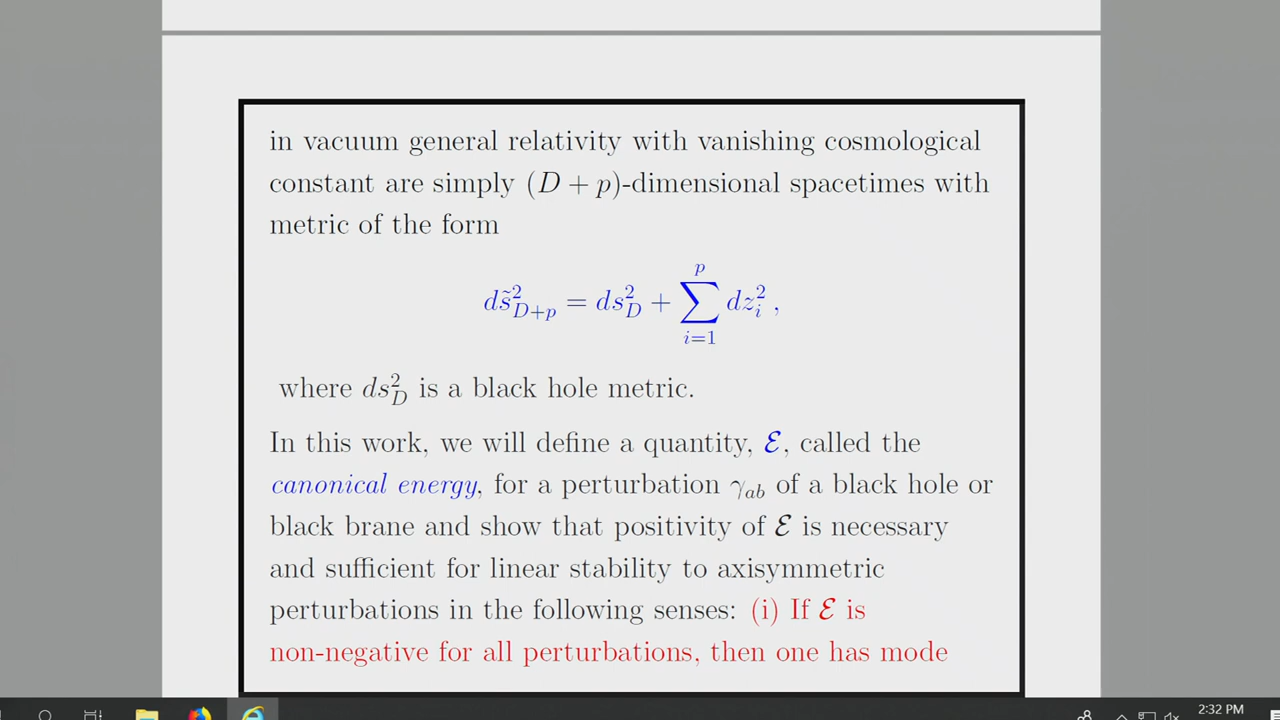 in vacuum general relativity with vanishing cosmological
constant are simply (D + p)-dimensional spacetimes with
metric of the form
ds̃²_{D+p} = ds²_D + ∑_{i=1}^{p} dz_i² ,
where ds²_D is a black hole metric.
In this work, we will define a quantity, ℰ, called the
canonical energy, for a perturbation γ_{ab} of a black hole or
black brane and show that positivity of ℰ is necessary
and sufficient for linear stability to axisymmetric
perturbations in the following senses: (i) If ℰ is
non-negative for all perturbations, then one has mode
2:32 PM